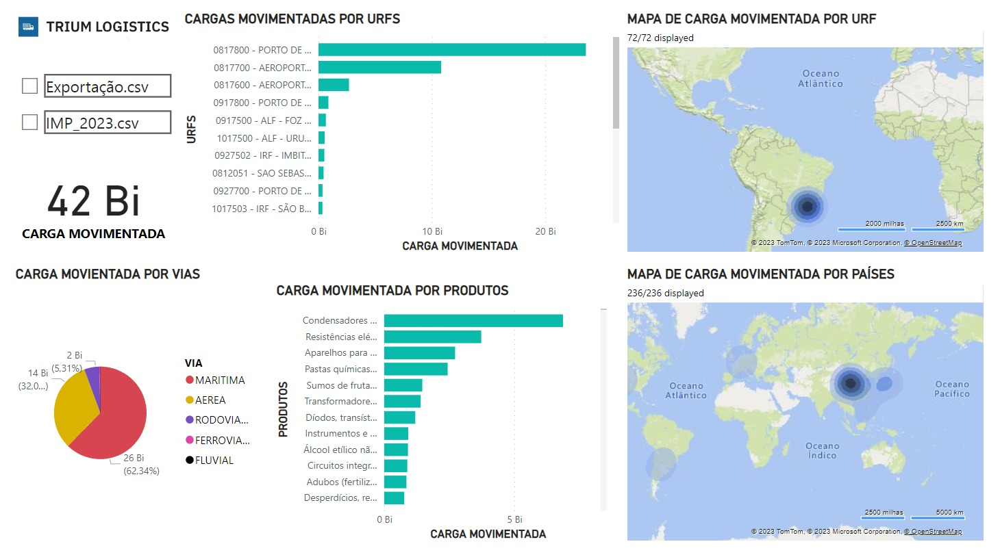 TRIUM LOGISTICS
Exportação.csv
IMP_2023.csv
42 Bi
CARGA MOVIMENTADA
CARGAS MOVIMENTADAS POR URFS
URFS
0817800 - PORTO DE ...
0817700 - AEROPORT...
0817600 - AEROPORT...
0917800 - PORTO DE ...
0917500 - ALF - FOZ ...
1017500 - ALF - URU...
0927502 - IRF - IMBIT...
0812051 - SAO SEBAS...
0927700 - PORTO DE ...
1017503 - IRF - SÃO B...
0 Bi
10 Bi
20 Bi
CARGA MOVIMENTADA
MAPA DE CARGA MOVIMENTADA POR URF
72/72 displayed
Oceano
Atlântico
2000 milhas
2500 km
© 2023 TomTom, © 2023 Microsoft Corporation, © OpenStreetMap
CARGA MOVIENTADA POR VIAS
2 Bi
(5,31%)
14 Bi
(32,0...)
26 Bi
(62,34%)
VIA
MARITIMA
AEREA
RODOVIA...
FERROVIA...
FLUVIAL
CARGA MOVIMENTADA POR PRODUTOS
PRODUTOS
Condensadores ...
Resistências elé...
Aparelhos para ...
Pastas químicas...
Sumos de fruta...
Transformadore...
Díodos, transíst...
Instrumentos e ...
Álcool etílico nã...
Circuitos integr...
Adubos (fertiliz...
Desperdícios, re...
0 Bi
5 Bi
CARGA MOVIMENTADA
MAPA DE CARGA MOVIMENTADA POR PAÍSES
236/236 displayed
Oceano
Atlântico
Oceano
Pacífico
Oceano
Índico
2500 milhas
5000 km
© 2023 TomTom, © 2023 Microsoft Corporation, © OpenStreetMap